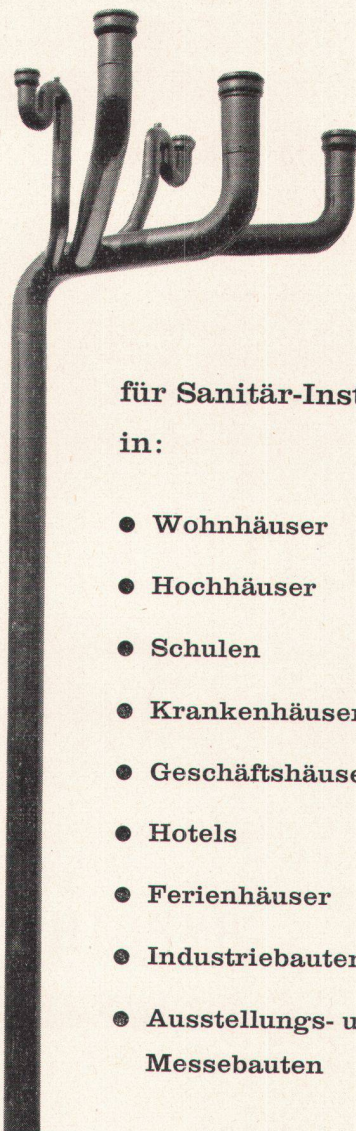 für Sanitär-Inst
in:
● Wohnhäuser
● Hochhäuser
● Schulen
● Krankenhäuser
● Geschäftshäuse
● Hotels
● Ferienhäuser
● Industriebauten
● Ausstellungs- u
Messebauten